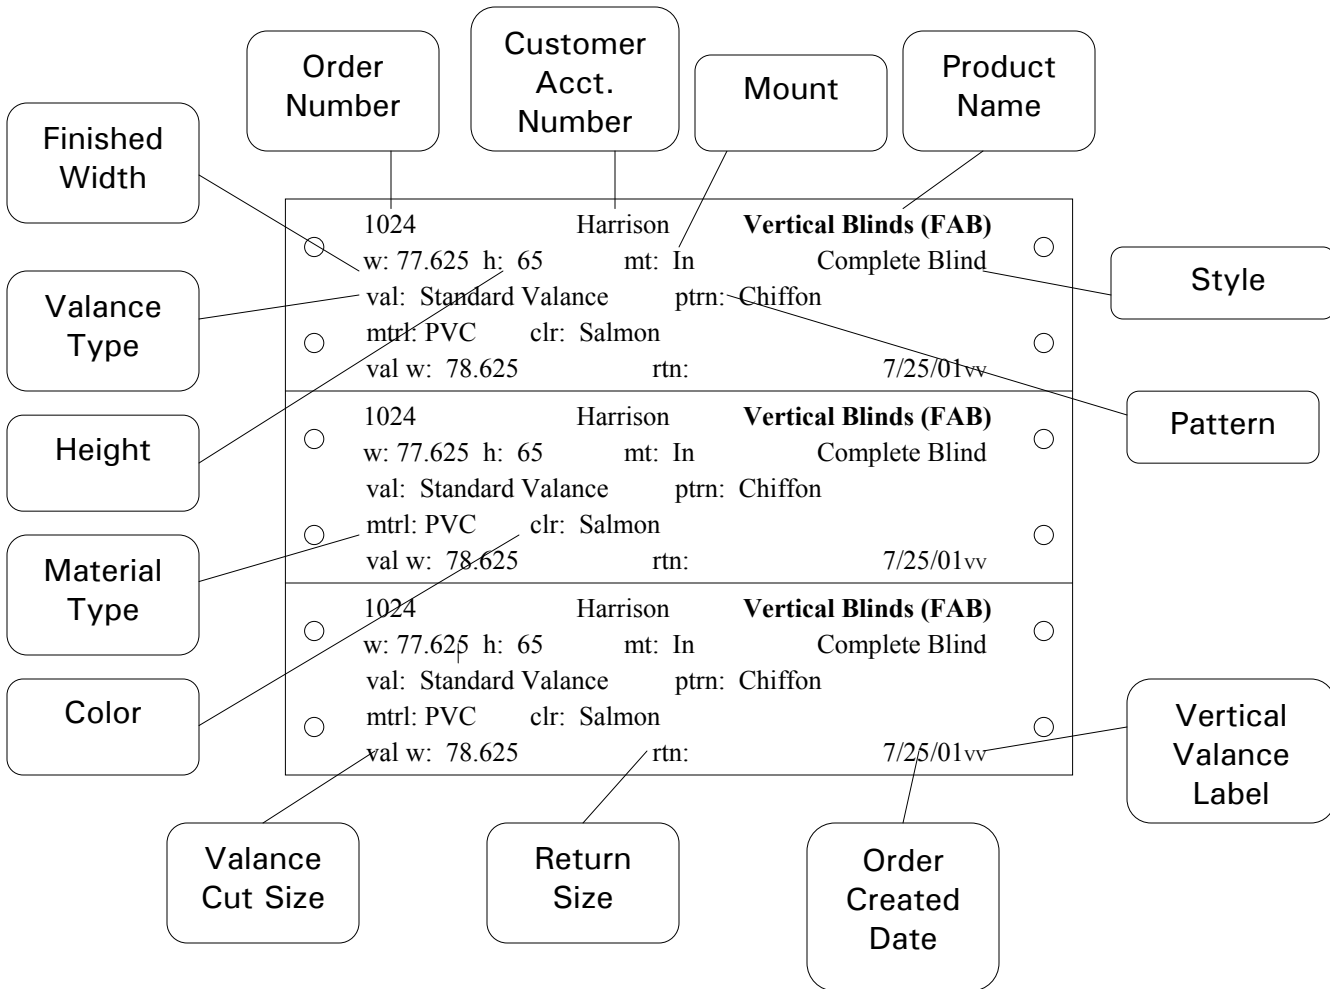 Order
Number
Customer
Acct.
Number
Mount
Product
Name
Finished
Width
Valance
Type
Height
Material
Type
Color
Style
Pattern
Vertical
Valance
Label
1024 Harrison Vertical Blinds (FAB)
w: 77.625 h: 65 mt: In Complete Blind
val: Standard Valance ptrn: Chiffon
mtrl: PVC clr: Salmon
val w: 78.625 rtn: 7/25/01vv
1024 Harrison Vertical Blinds (FAB)
w: 77.625 h: 65 mt: In Complete Blind
val: Standard Valance ptrn: Chiffon
mtrl: PVC clr: Salmon
val w: 78.625 rtn: 7/25/01vv
1024 Harrison Vertical Blinds (FAB)
w: 77.625 h: 65 mt: In Complete Blind
val: Standard Valance ptrn: Chiffon
mtrl: PVC clr: Salmon
val w: 78.625 rtn: 7/25/01vv
Valance
Cut Size
Return
Size
Order
Created
Date